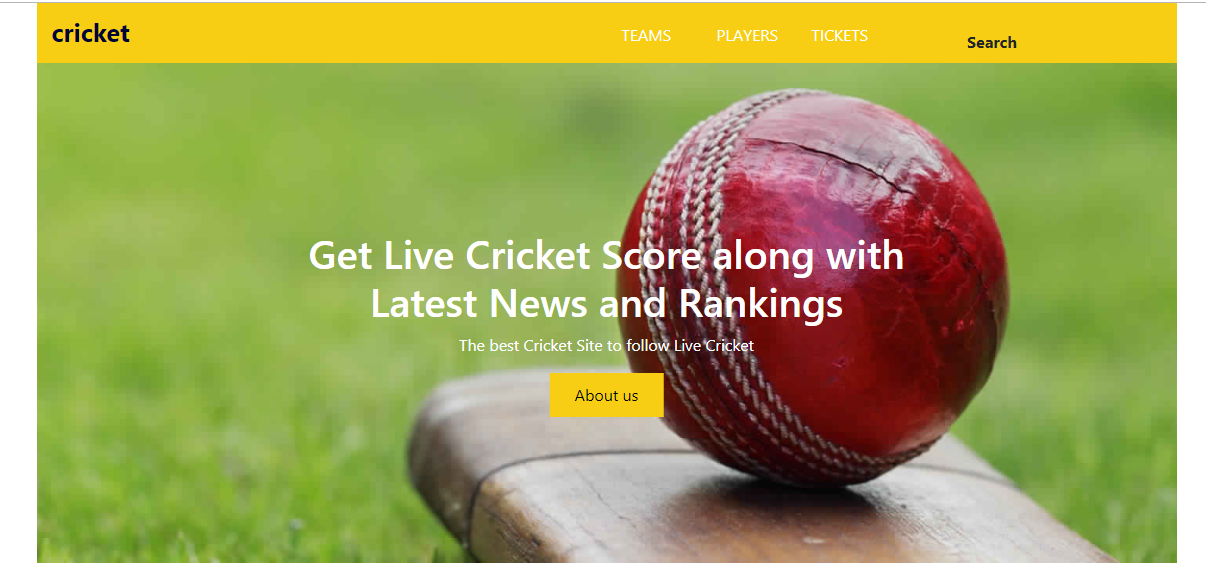 cricket
TEAMS PLAYERS TICKETS Search
Get Live Cricket Score along with
Latest News and Rankings
The best Cricket Site to follow Live Cricket
About us